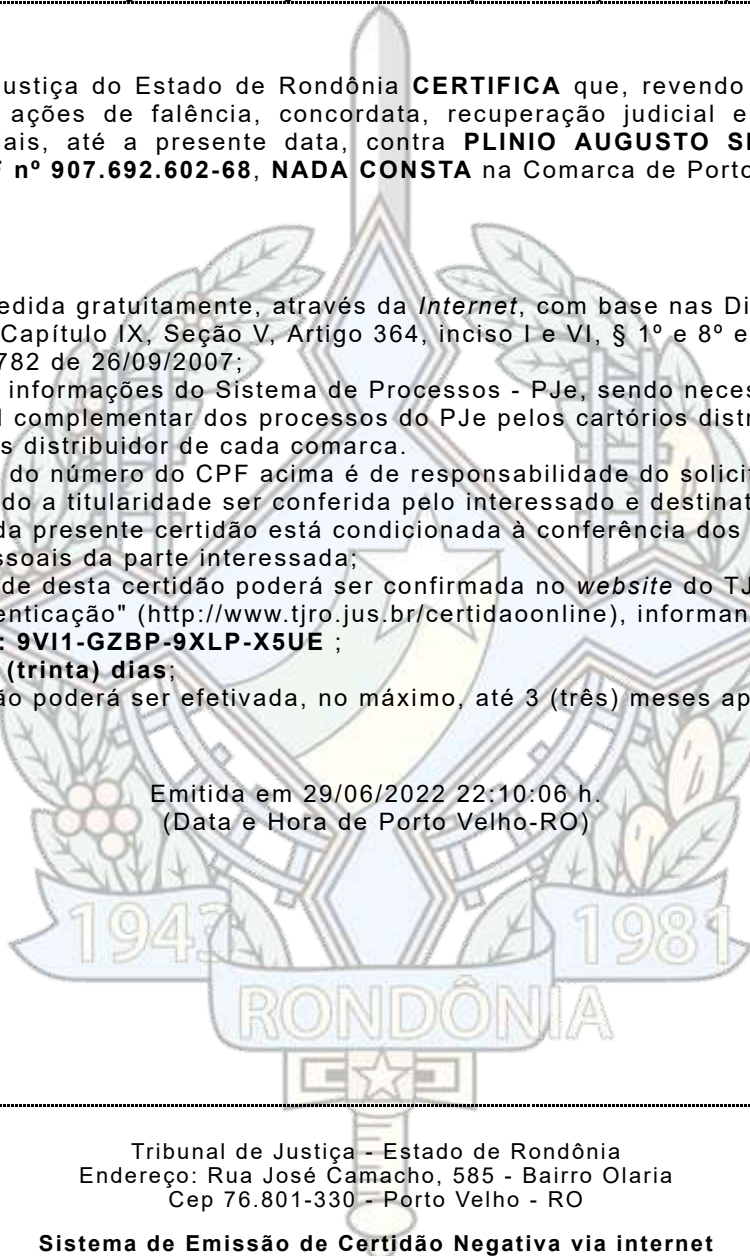 ustiça do Estado de Rondônia CERTIFICA que, revendo
ações de falência, concordata, recuperação judicial e
ais, até a presente data, contra PLINIO AUGUSTO
nº 907.692.602-68, NADA CONSTA na Comarca de Porto
edida gratuitamente, através da Internet, com base nas Di
Capítulo IX, Seção V, Artigo 364, inciso I e VI, § 1º e 8º e
782 de 26/09/2007;
informações do Sistema de Processos - PJe, sendo neces
l complementar dos processos do PJe pelos cartórios distr
s distribuidor de cada comarca.
do número do CPF acima é de responsabilidade do solicit
do a titularidade ser conferida pelo interessado e destinat
da presente certidão está condicionada à conferência dos
ssoais da parte interessada;
de desta certidão poderá ser confirmada no website do TJ
enticação" (http://www.tjro.jus.br/certidaoonline), informan
: 9VI1-GZBP-9XLP-X5UE ;
(trinta) dias;
ão poderá ser efetivada, no máximo, até 3 (três) meses ap
Emitida em 29/06/2022 22:10:06 h.
(Data e Hora de Porto Velho-RO)
1943 1981
RONDÔNIA
Tribunal de Justiça - Estado de Rondônia
Endereço: Rua José Camacho, 585 - Bairro Olaria
Cep 76.801-330 - Porto Velho - RO
Sistema de Emissão de Certidão Negativa via internet